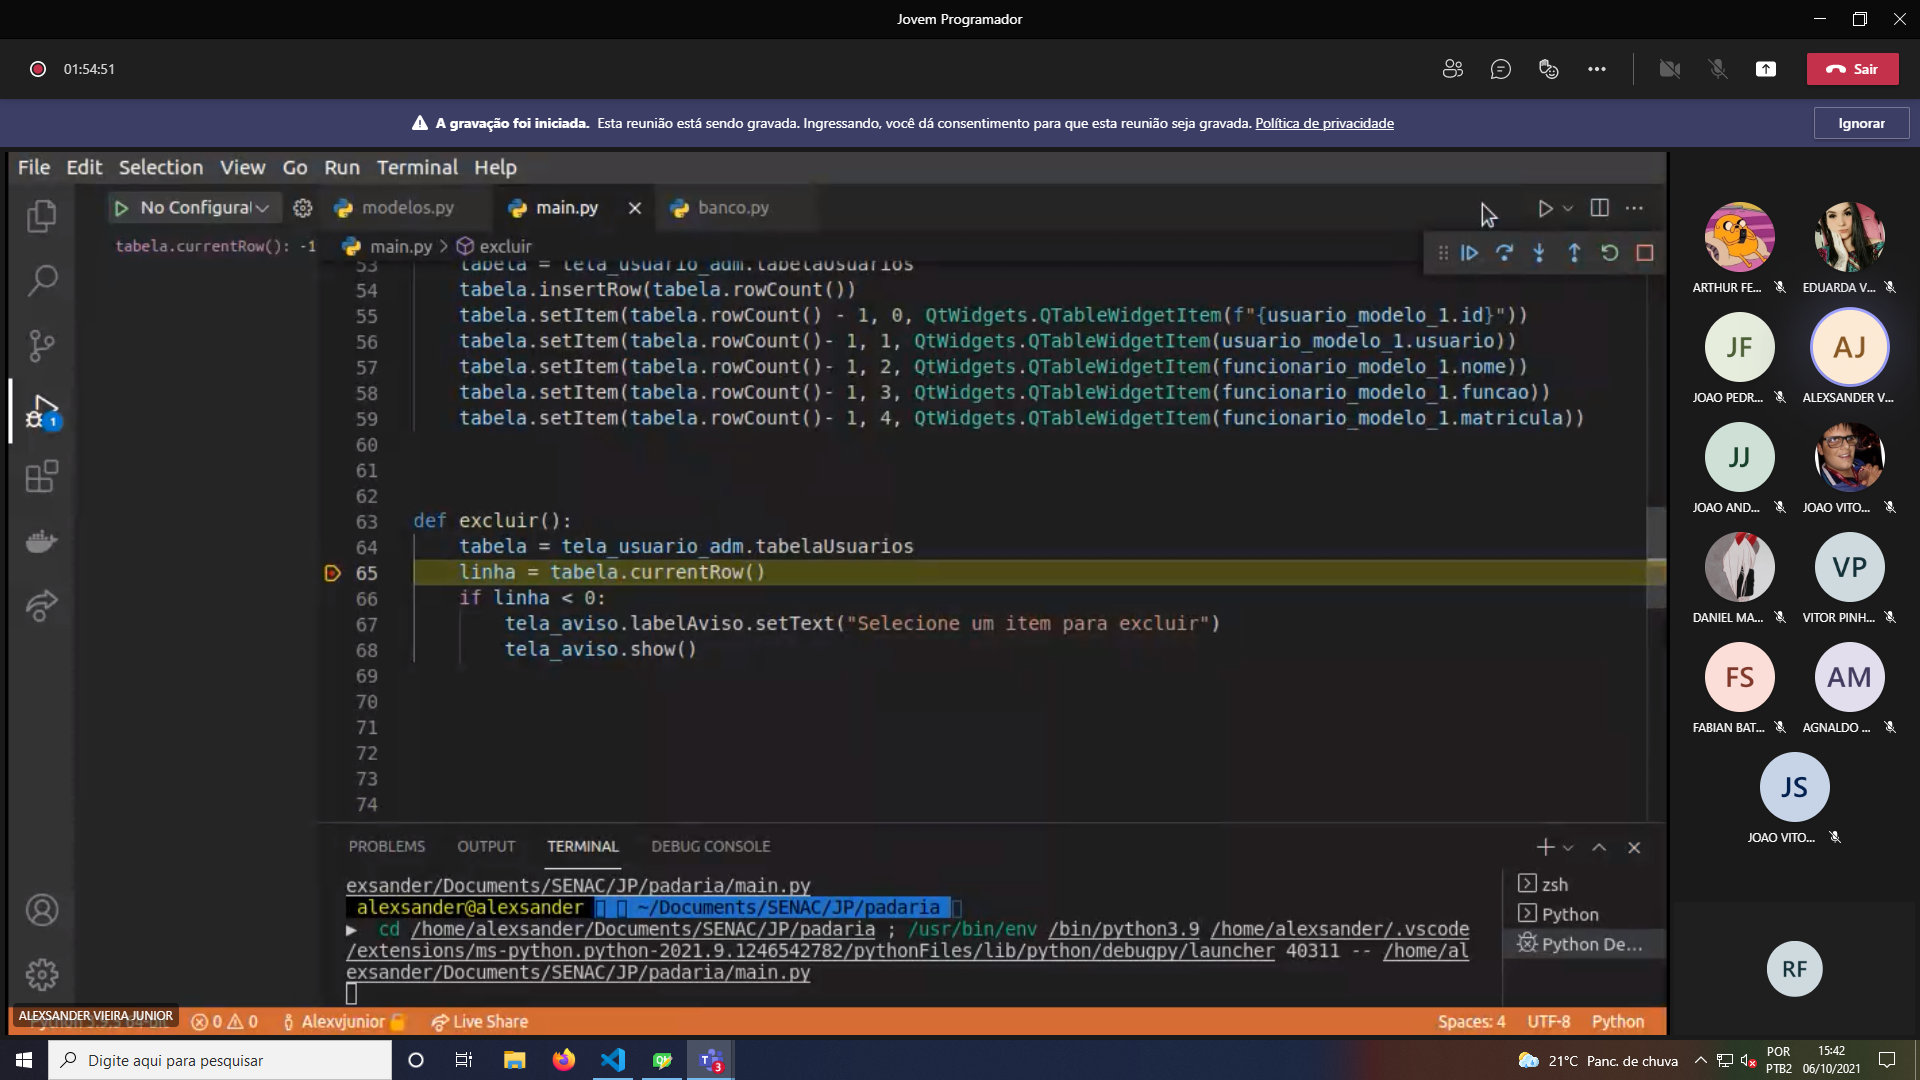 Jovem Programador
01:54:51
Sair
A gravação foi iniciada. Esta reunião está sendo gravada. Ingressando, você dá consentimento para que esta reunião seja gravada. Política de privacidade
Ignorar
File Edit Selection View Go Run Terminal Help
No Configura
modelos.py
main.py
banco.py
tabela.currentRow(): -1
main.py > excluir
53 tabela = tela_usuario_adm.tabelaUsuarios
54 tabela.insertRow(tabela.rowCount())
55 tabela.setItem(tabela.rowCount() - 1, 0, QtWidgets.QTableWidgetItem(f"{usuario_modelo_1.id}"))
56 tabela.setItem(tabela.rowCount()- 1, 1, QtWidgets.QTableWidgetItem(usuario_modelo_1.usuario))
57 tabela.setItem(tabela.rowCount()- 1, 2, QtWidgets.QTableWidgetItem(funcionario_modelo_1.nome))
58 tabela.setItem(tabela.rowCount()- 1, 3, QtWidgets.QTableWidgetItem(funcionario_modelo_1.funcao))
59 tabela.setItem(tabela.rowCount()- 1, 4, QtWidgets.QTableWidgetItem(funcionario_modelo_1.matricula))
60
61
62
63 def excluir():
64 tabela = tela_usuario_adm.tabelaUsuarios
65 linha = tabela.currentRow()
66 if linha < 0:
67 tela_aviso.labelAviso.setText("Selecione um item para excluir")
68 tela_aviso.show()
69
70
71
72
73
74
1
PROBLEMS OUTPUT TERMINAL DEBUG CONSOLE
exsander/Documents/SENAC/JP/padaria/main.py
alexsander@alexsander ~/Documents/SENAC/JP/padaria
cd /home/alexsander/Documents/SENAC/JP/padaria ; /usr/bin/env /bin/python3.9 /home/alexsander/.vscode
/extensions/ms-python.python-2021.9.1246542782/pythonFiles/lib/python/debugpy/launcher 40311 -- /home/al
exsander/Documents/SENAC/JP/padaria/main.py
zsh
Python
Python De...
ALEXSANDER VIEIRA JUNIOR
0 0
Alexvjunior
Live Share
Spaces: 4 UTF-8 Python
ARTHUR FE...
EDUARDA V...
JF
JOAO PEDR...
AJ
ALEXSANDER V...
JJ
JOAO AND...
JOAO VITO...
DANIEL MA...
VP
VITOR PINH...
FS
FABIAN BAT...
AM
AGNALDO ...
JS
JOAO VITO...
RF
Digite aqui para pesquisar
3
21°C Panc. de chuva
POR
PTB2
15:42
06/10/2021